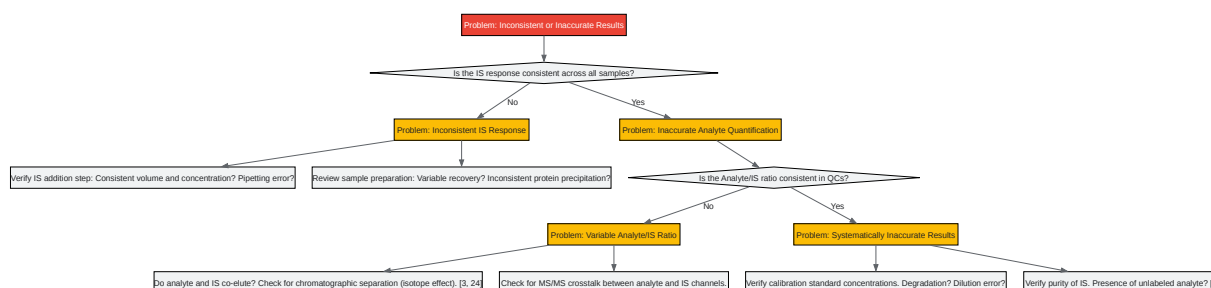 Problem: Inconsistent or Inaccurate Results
Is the IS response consistent across all samples?
No
Yes
Problem: Inconsistent IS Response
Problem: Inaccurate Analyte Quantification
Verify IS addition step: Consistent volume and concentration? Pipetting error?
Review sample preparation: Variable recovery? Inconsistent protein precipitation?
Is the Analyte/IS ratio consistent in QCs?
No
Yes
Problem: Variable Analyte/IS Ratio
Problem: Systematically Inaccurate Results
Do analyte and IS co-elute? Check for chromatographic separation (isotope effect). [3, 24]
Check for MS/MS crosstalk between analyte and IS channels.
Verify calibration standard concentrations. Degradation? Dilution error?
Verify purity of IS. Presence of unlabeled analyte? [